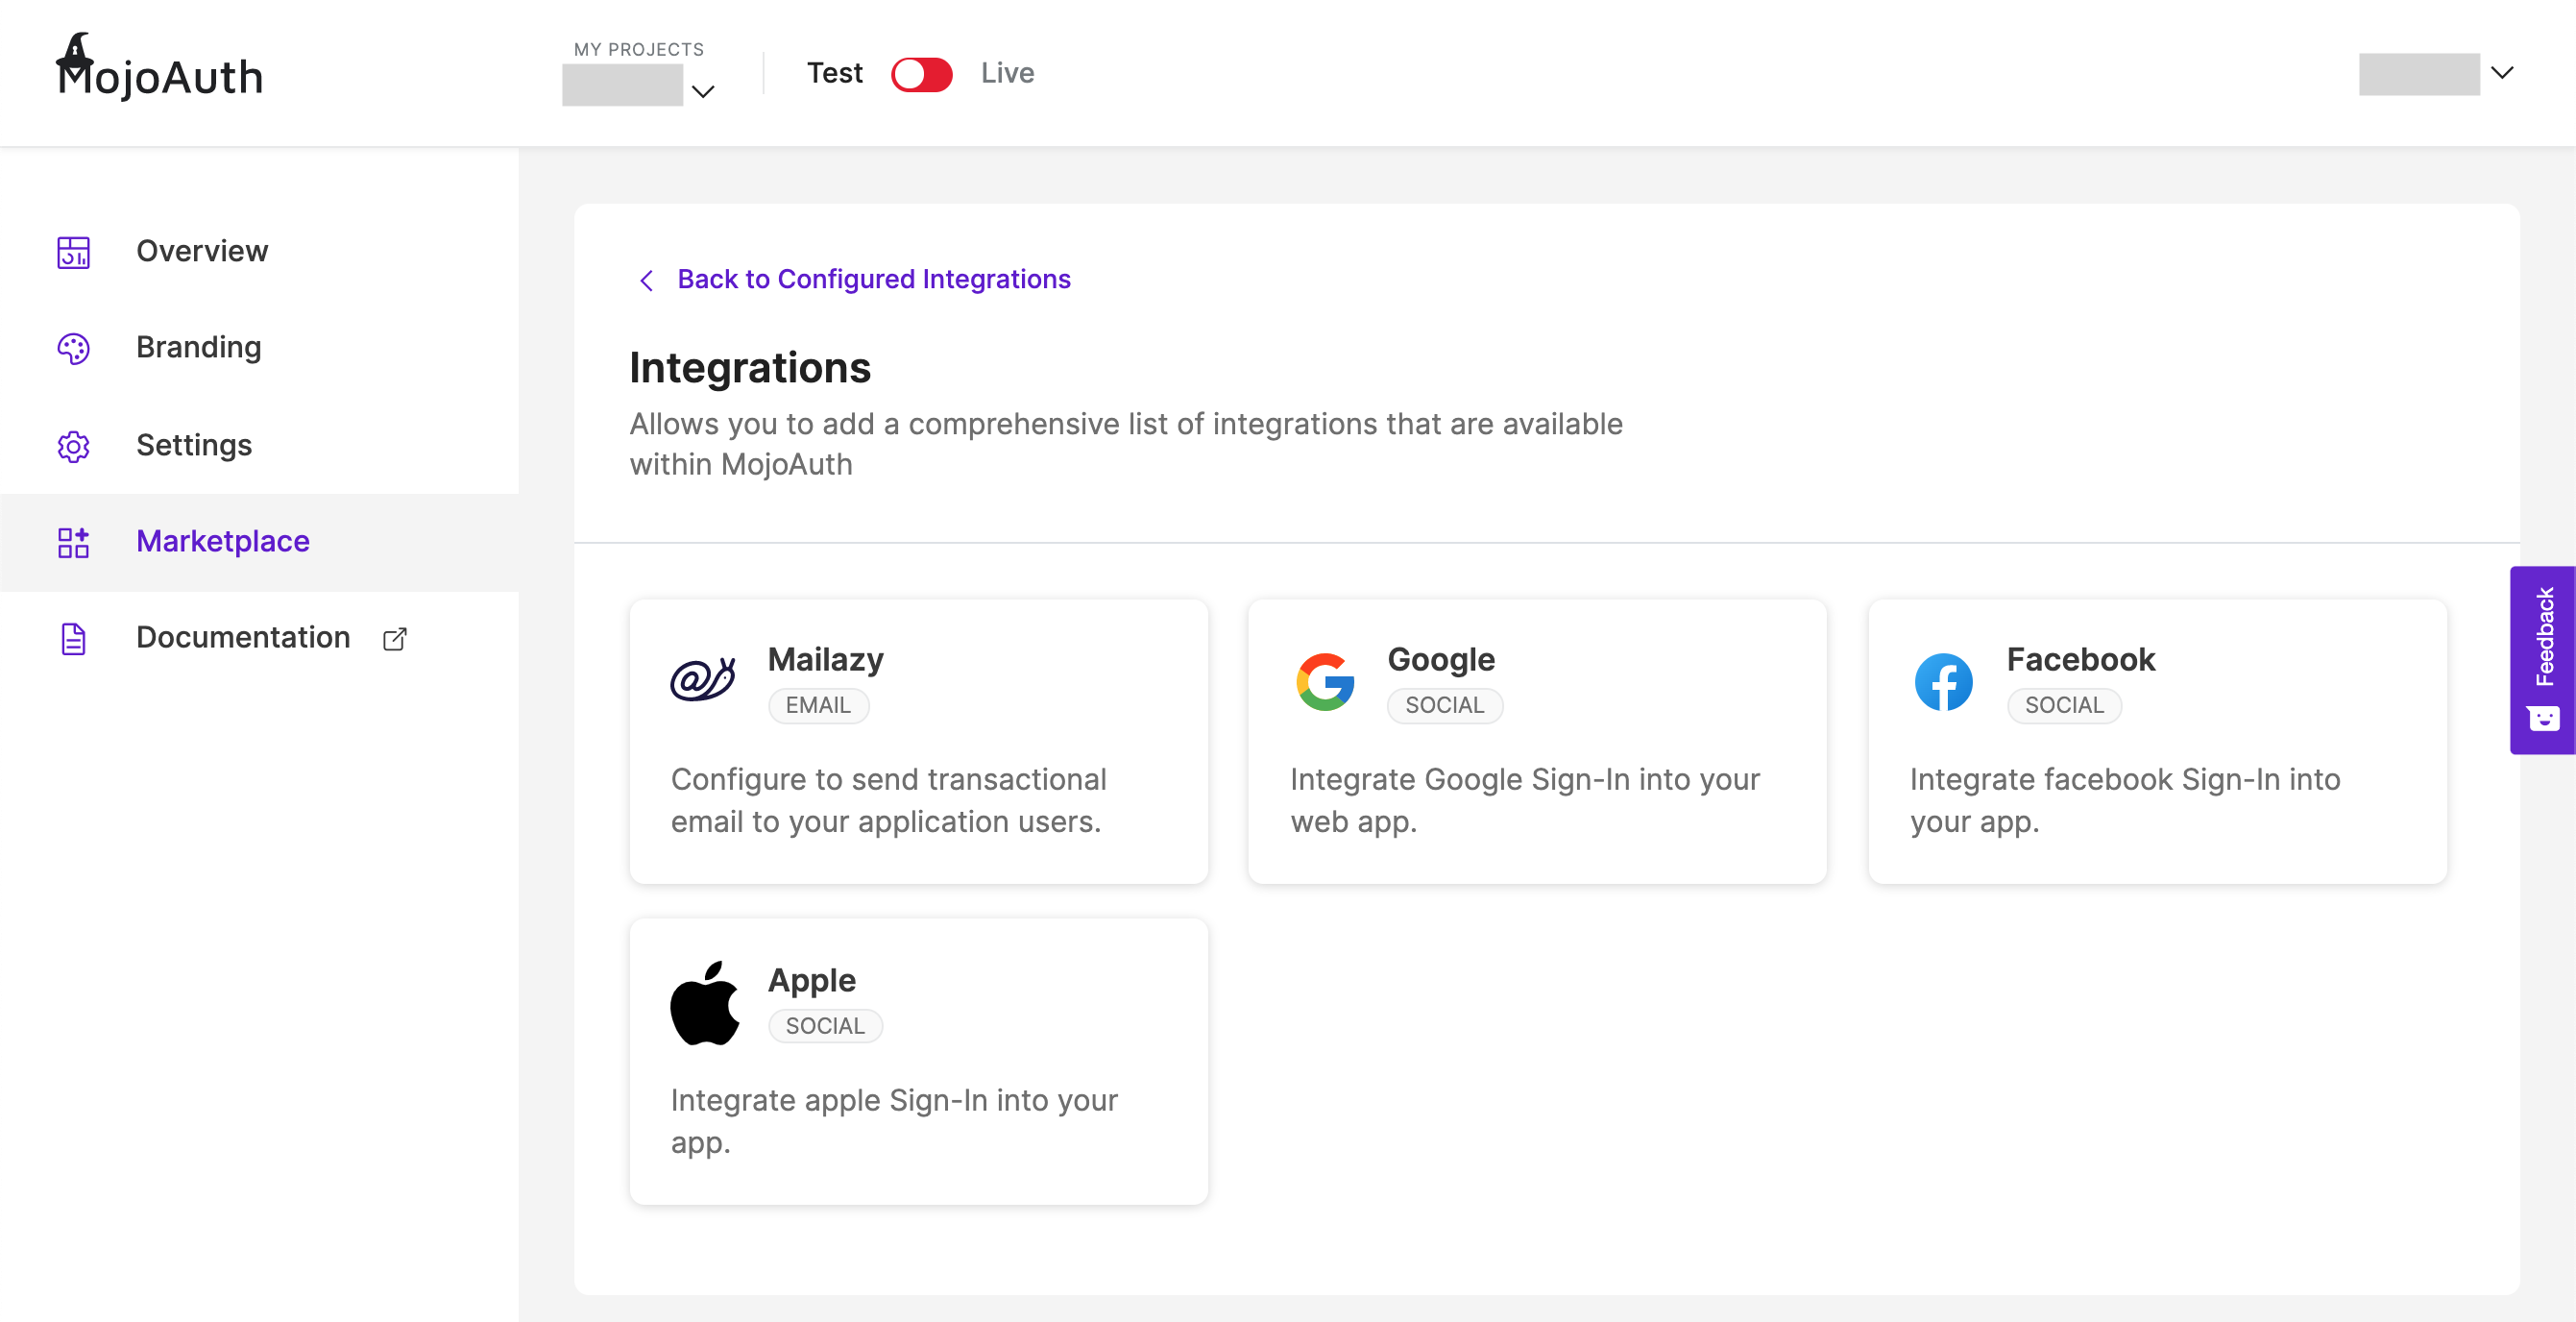 MojoAuth
MY PROJECTS
Test
Live
Overview
Branding
Settings
Marketplace
Documentation
Back to Configured Integrations
Integrations
Allows you to add a comprehensive list of integrations that are available
within MojoAuth
Mailazy
EMAIL
Configure to send transactional
email to your application users.
Google
SOCIAL
Integrate Google Sign-In into your
web app.
Facebook
SOCIAL
Integrate facebook Sign-In into
your app.
Apple
SOCIAL
Integrate apple Sign-In into your
app.
Feedback